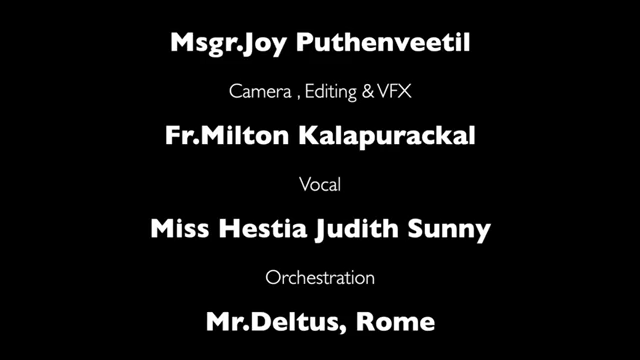 Msgr.Joy Puthenveetil
Camera , Editing & VFX
Fr.Milton Kalapurackal
Vocal
Miss Hestia Judith Sunny
Orchestration
Mr.Deltus, Rome